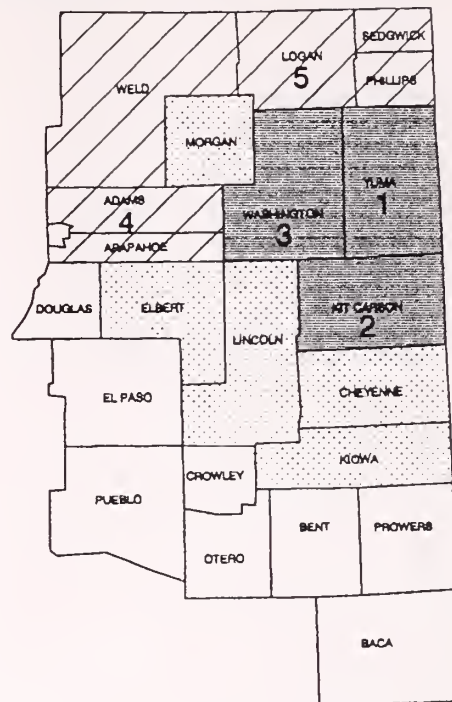 SEDGWICK
LOGAN
5
PHILLIPS
WELD
MORGAN
YUMA
1
ADAMS
4
WASHINGTON
3
ARAPAHOE
DOUGLAS
ELBERT
KIT CARSON
2
LINCOLN
EL PASO
CHEYENNE
KIOWA
CROWLEY
PUEBLO
BENT
PROWERS
OTERO
BACA